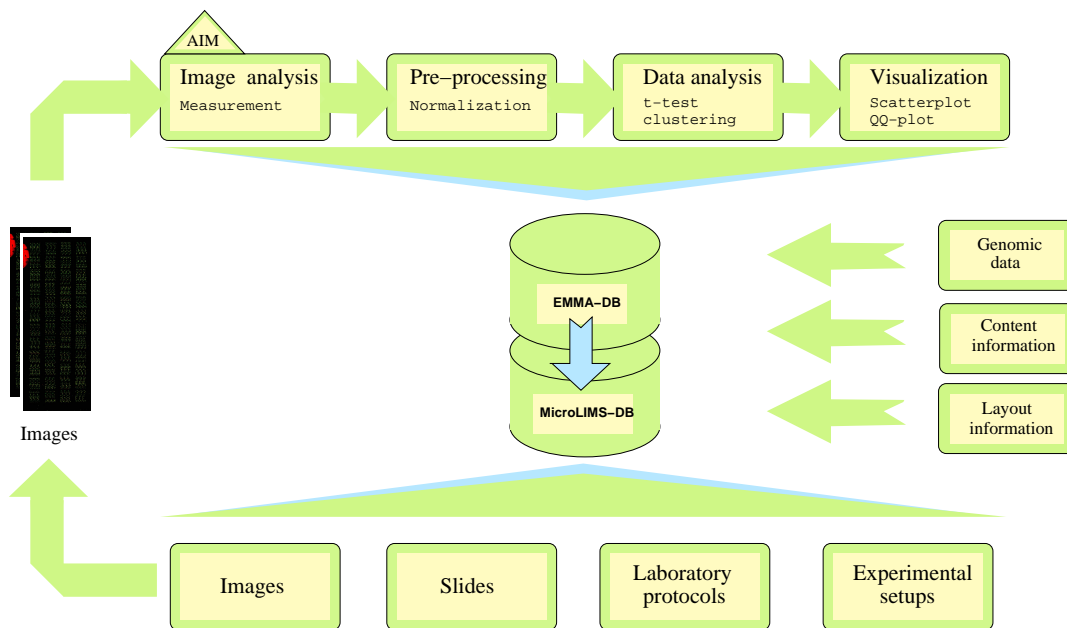 AIM
Image analysis
Measurement
Pre−processing
Normalization
Data analysis
t-test
clustering
Visualization
Scatterplot
QQ-plot
Genomic
data
EMMA−DB
Content
information
MicroLIMS−DB
Layout
information
Images
Images
Slides
Laboratory
protocols
Experimental
setups